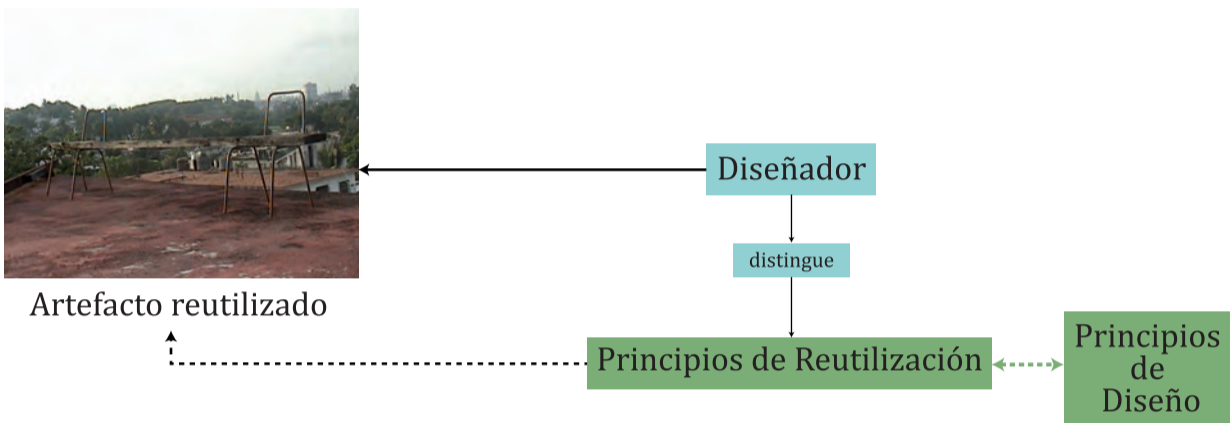 Diseñador
distingue
Artefacto reutilizado
Principios de Reutilización
Principios
de
Diseño